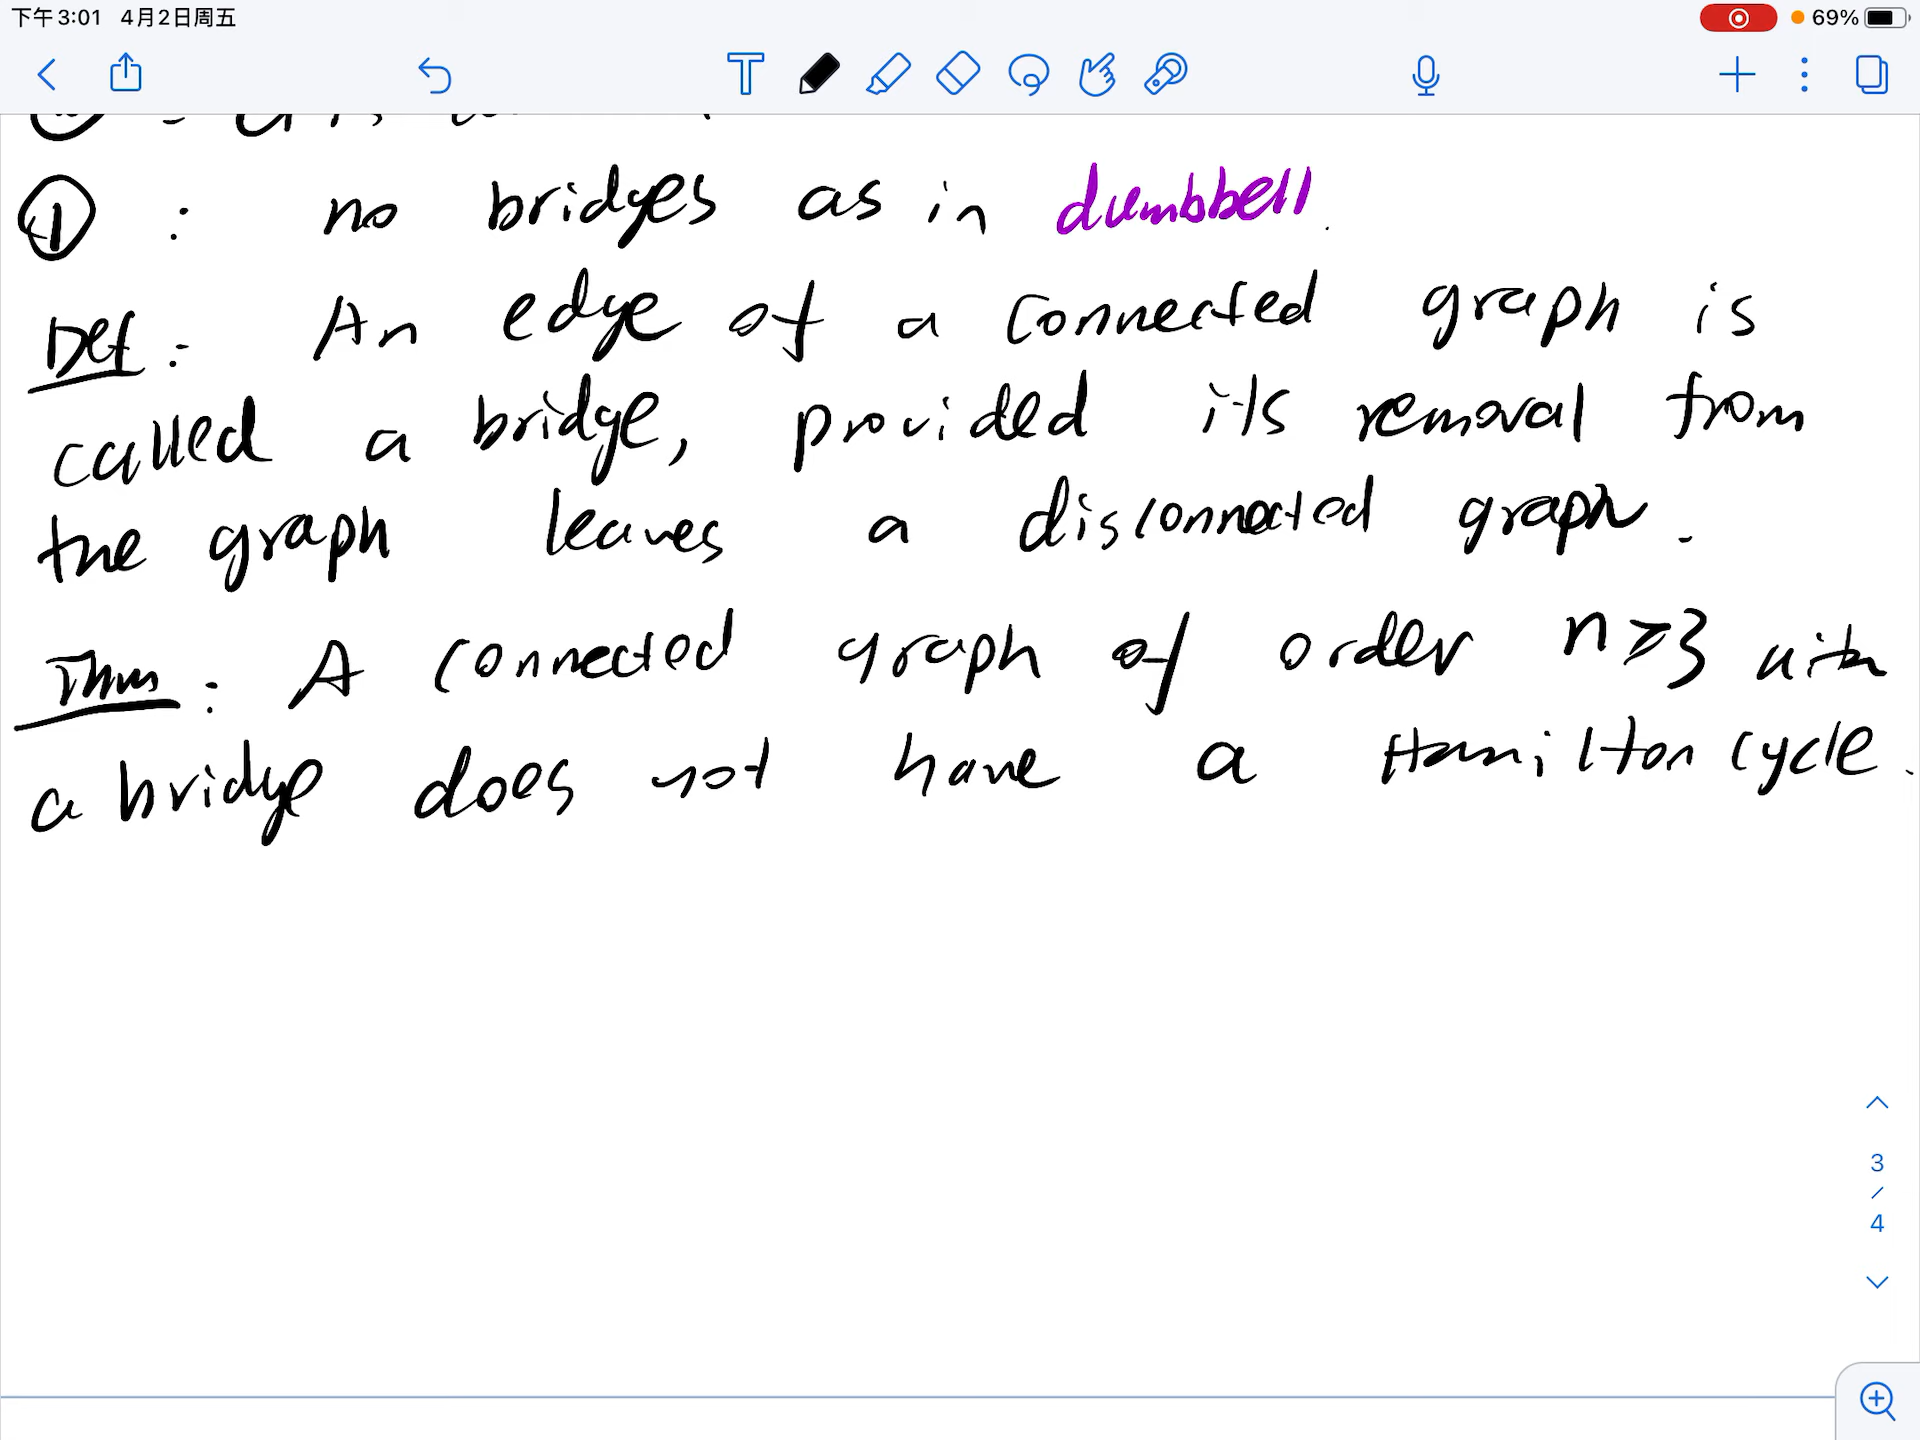 下午3:01 4月2日周五
69%
① : no bridges as in dumbbell.
Def : An edge of a connected graph is
called a bridge, provided its removal from
the graph leaves a disconnected graph.
Thm : A connected graph of order n ≥ 3 with
a bridge does not have a Hamilton cycle.
3
/
4